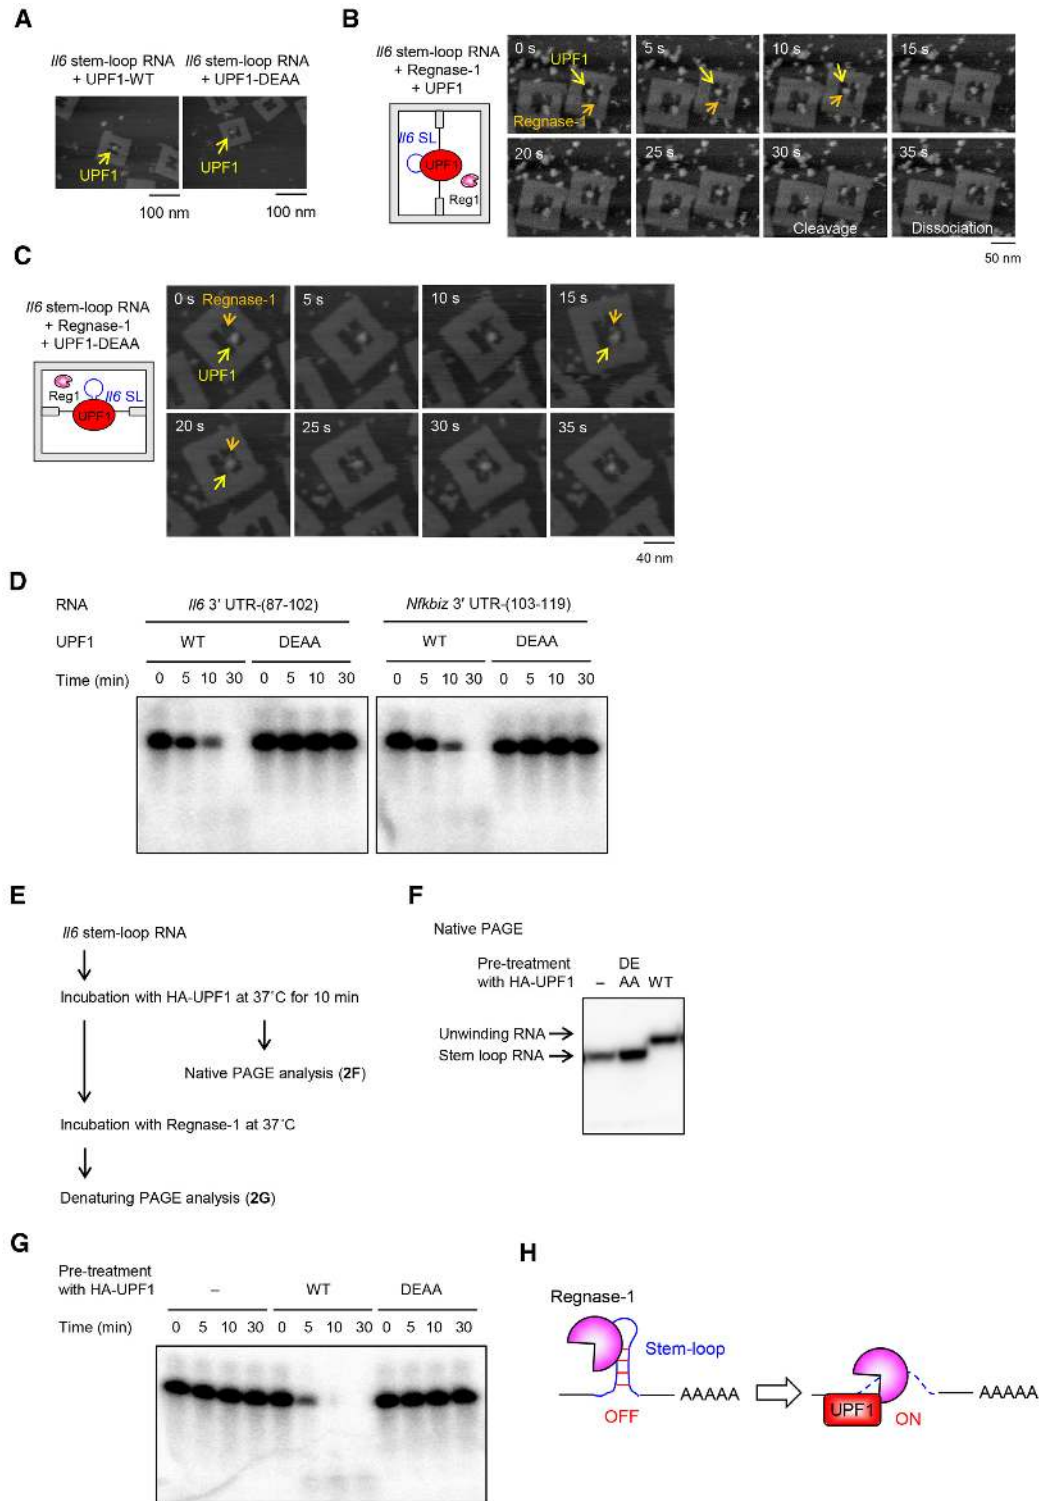 A
Il6 stem-loop RNA
+ UPF1-WT
Il6 stem-loop RNA
+ UPF1-DEAA
UPF1
UPF1
100 nm
100 nm
B
Il6 stem-loop RNA
+ Regnase-1
+ UPF1
Il6 SL
UPF1
Reg1
0 s
UPF1
Regnase-1
5 s
10 s
15 s
20 s
25 s
30 s
Cleavage
35 s
Dissociation
50 nm
C
Il6 stem-loop RNA
+ Regnase-1
+ UPF1-DEAA
Reg1
Il6 SL
UPF1
0 s
Regnase-1
UPF1
5 s
10 s
15 s
20 s
25 s
30 s
35 s
40 nm
D
RNA
Il6 3' UTR-(87-102)
Nfkbiz 3' UTR-(103-119)
UPF1
WT
DEAA
WT
DEAA
Time (min)
0 5 10 30 0 5 10 30
0 5 10 30 0 5 10 30
E
Il6 stem-loop RNA
Incubation with HA-UPF1 at 37˚C for 10 min
Native PAGE analysis (2F)
Incubation with Regnase-1 at 37˚C
Denaturing PAGE analysis (2G)
F
Native PAGE
Pre-treatment
with HA-UPF1
–
DE
AA
WT
Unwinding RNA
Stem loop RNA
G
Pre-treatment
with HA-UPF1
–
WT
DEAA
Time (min)
0 5 10 30 0 5 10 30 0 5 10 30
H
Regnase-1
Stem-loop
AAAAA
OFF
UPF1
ON
AAAAA